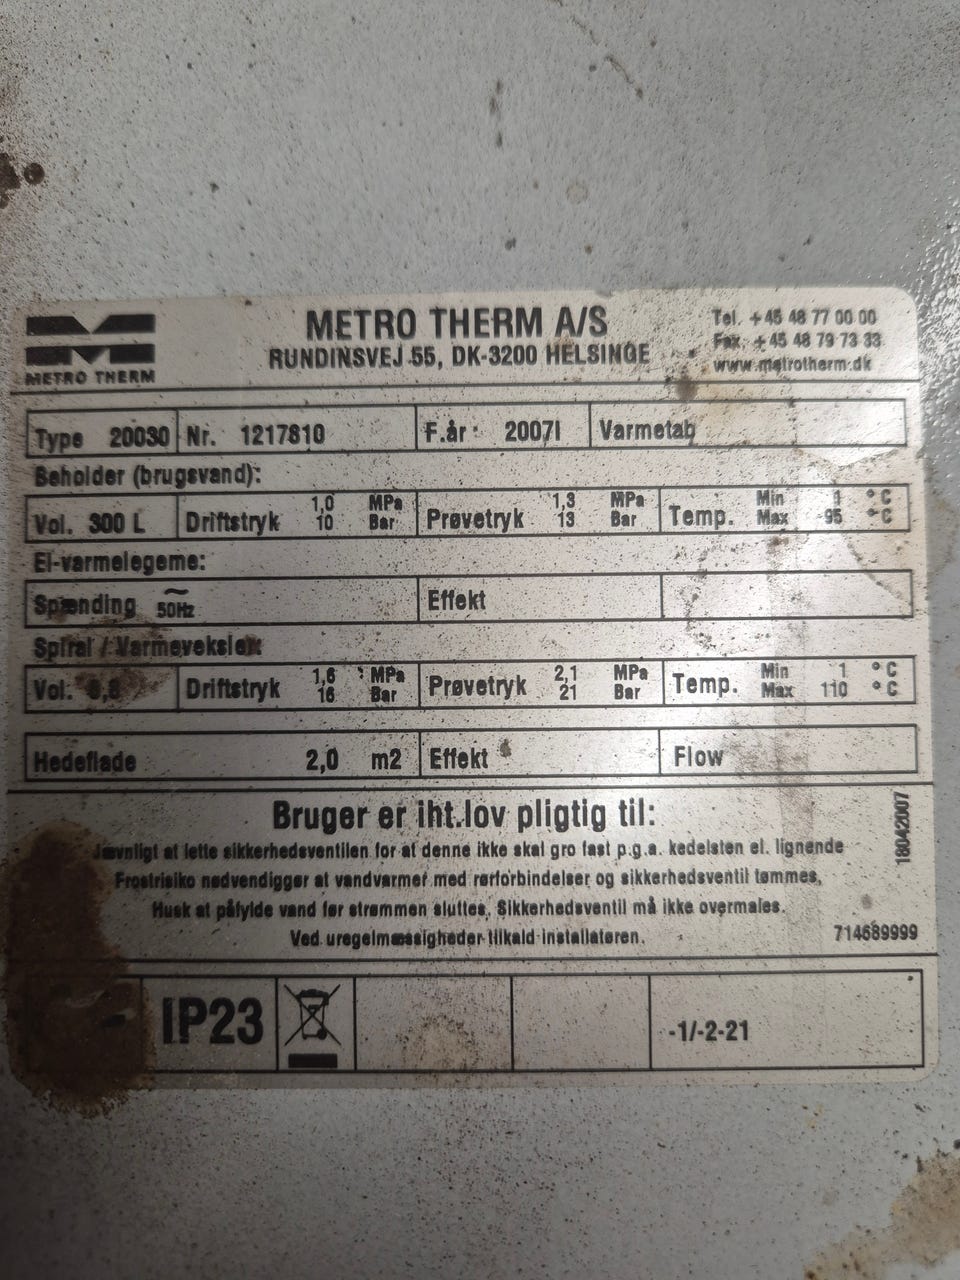 METRO THERM
METRO THERM A/S
RUNDINSVEJ 55, DK-3200 HELSINGE
Tel. +45 48 77 00 00
Fax. +45 48 79 73 33
www.metrotherm.dk
Type 20030 Nr. 1217810 F.år 2007I Varmetab
Beholder (brugsvand):
Vol. 300 L Driftstryk 1,0 MPa 10 Bar Prøvetryk 1,3 MPa 13 Bar Temp. Min 1 °C Max 95 °C
El-varmelegeme:
Spænding 50Hz Effekt
Spiral / Varmeveksler:
Vol. Driftstryk 1,6 MPa 16 Bar Prøvetryk 2,1 MPa 21 Bar Temp. Min 1 °C Max 110 °C
Hedeflade 2,0 m2 Effekt Flow
Bruger er iht.lov pligtig til:
Jævnligt at lette sikkerhedsventilen for at denne ikke skal gro fast p.g.a. kedelsten el. lignende
Frostrisiko nødvendiggør at vandvarmer med rørforbindelser og sikkerhedsventil tømmes,
Husk at påfylde vand før strømmen sluttes, Sikkerhedsventil må ikke overmales.
Ved uregelmæssigheder tilkald installatøren.
18042007
714689999
IP23
-1/-2-21